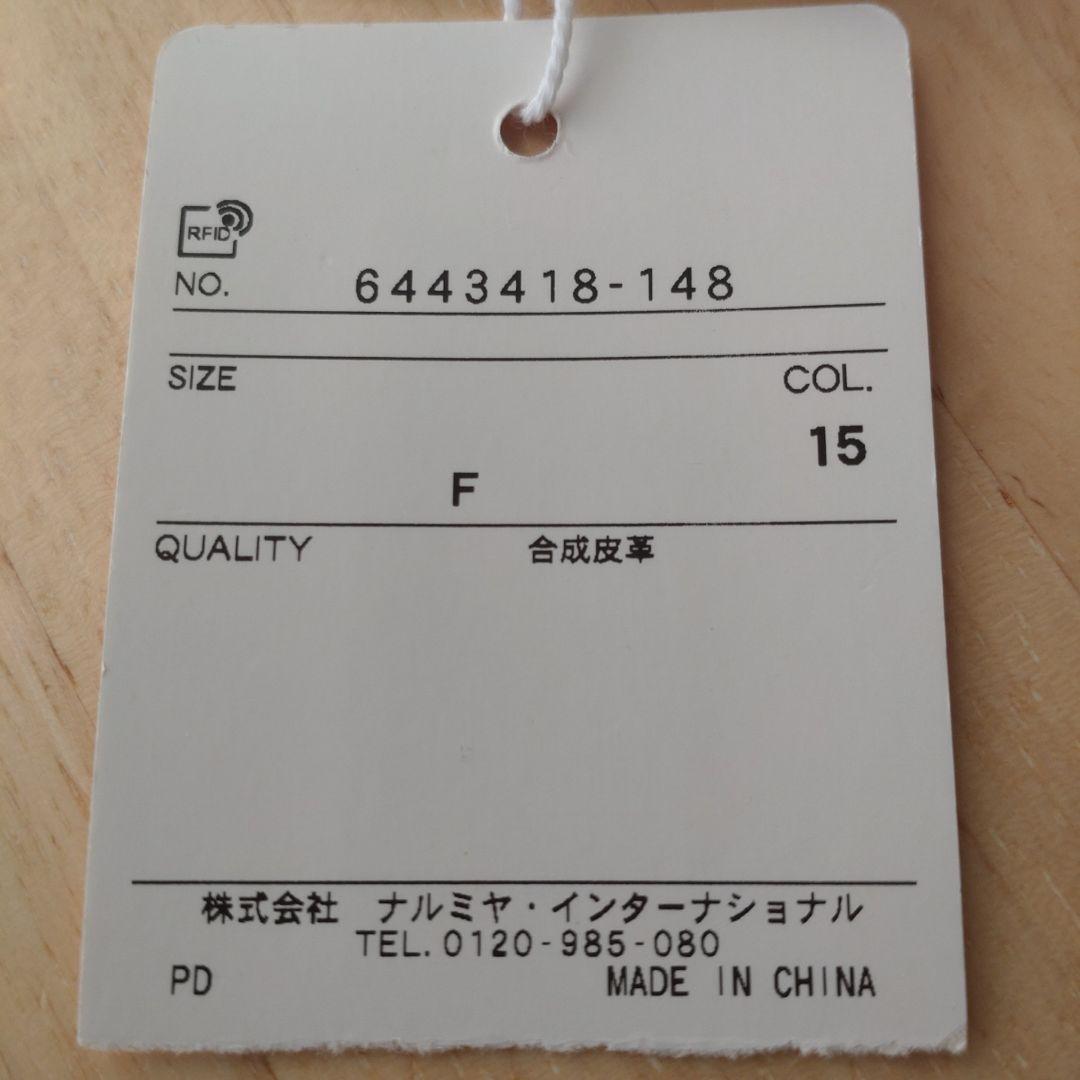 RFID
NO. 6443418-148
SIZE COL.
15
F
QUALITY 合成皮革
株式会社 ナルミヤ・インターナショナル
TEL. 0120-985-080
PD MADE IN CHINA